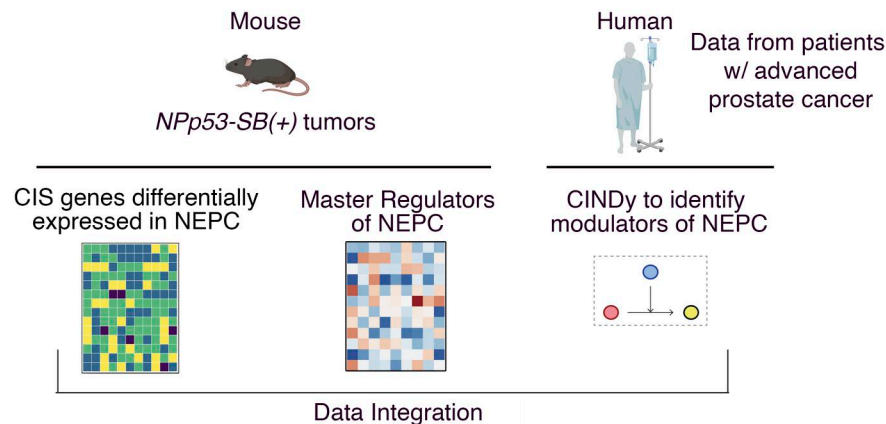 Mouse
NPp53-SB(+) tumors
Human
Data from patients
w/ advanced
prostate cancer
CIS genes differentially
expressed in NEPC
Master Regulators
of NEPC
CINDy to identify
modulators of NEPC
Data Integration